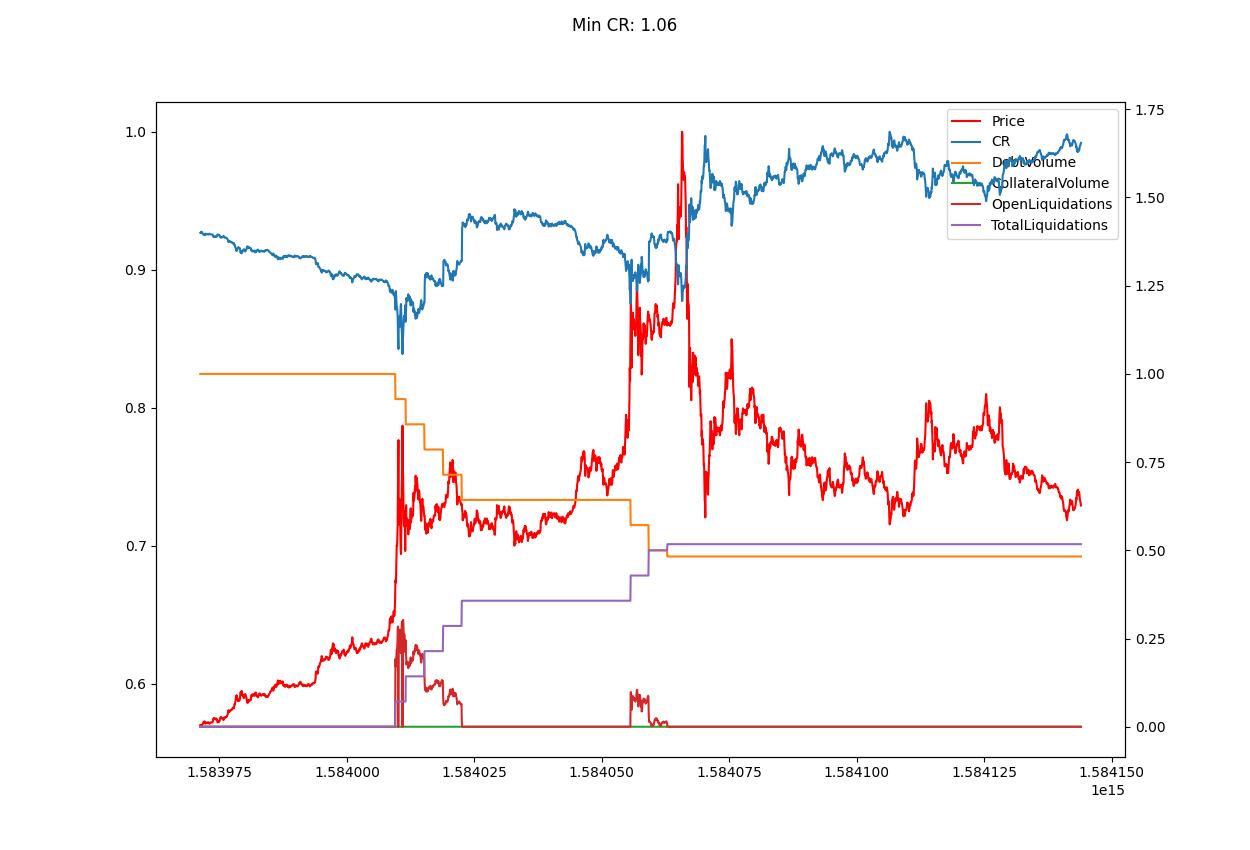 Min CR: 1.06
1.0
0.9
0.8
0.7
0.6
1.75
1.50
1.25
1.00
0.75
0.50
0.25
0.00
Price
CR
DebtVolume
CollateralVolume
OpenLiquidations
TotalLiquidations
1.583975 1.584000 1.584025 1.584050 1.584075 1.584100 1.584125 1.584150
1e15